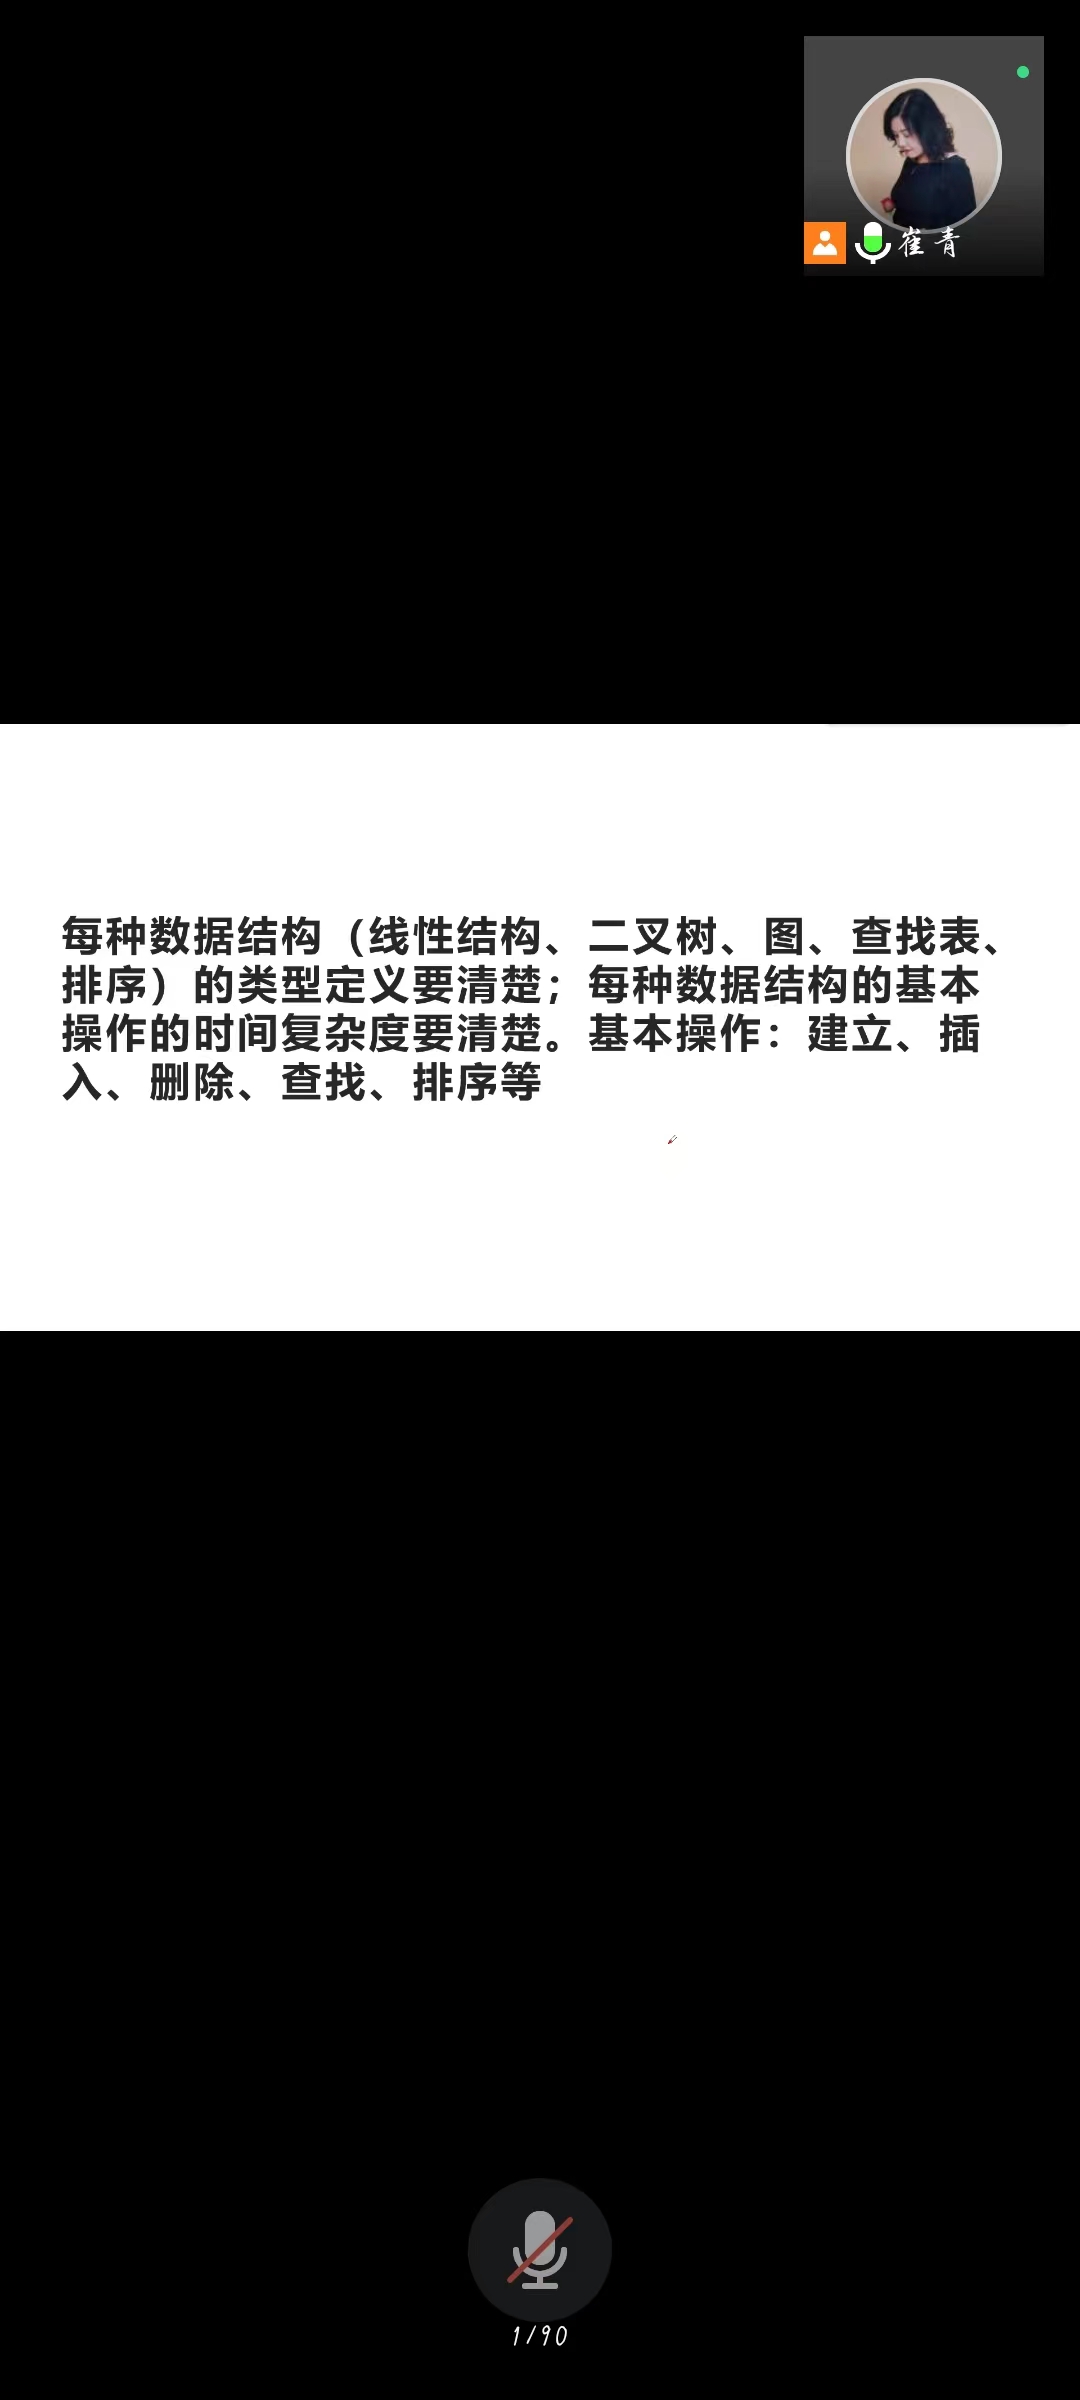 崔青
每种数据结构（线性结构、二叉树、图、查找表、
排序）的类型定义要清楚；每种数据结构的基本
操作的时间复杂度要清楚。基本操作：建立、插
入、删除、查找、排序等
1/90